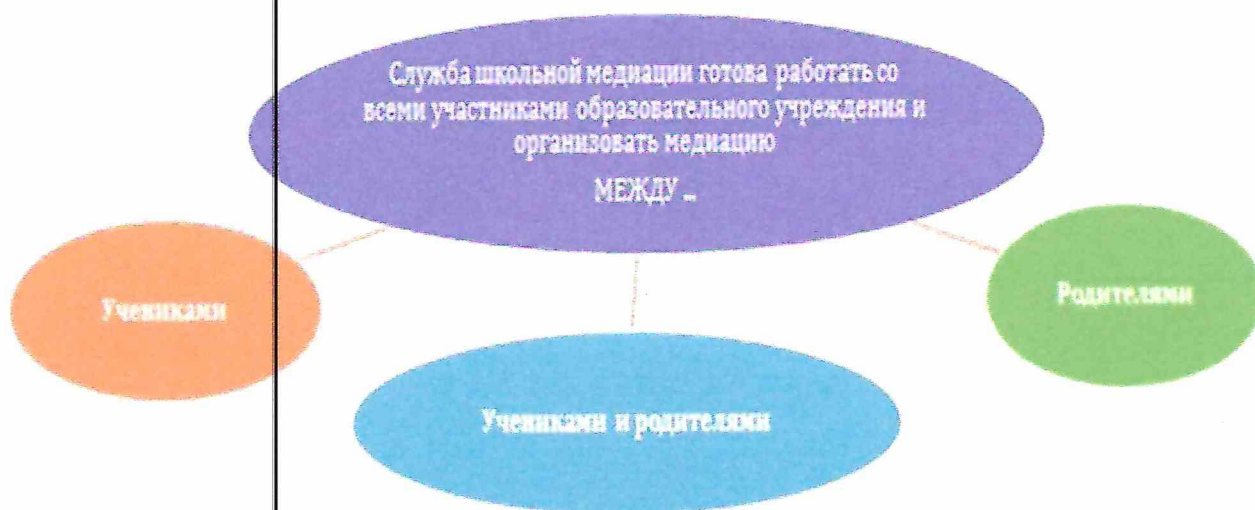 Служба школьной медиации готова работать со
всеми участниками образовательного учреждения и
организовать медиацию
МЕЖДУ ...
Учениками
Родителями
Учениками и родителями